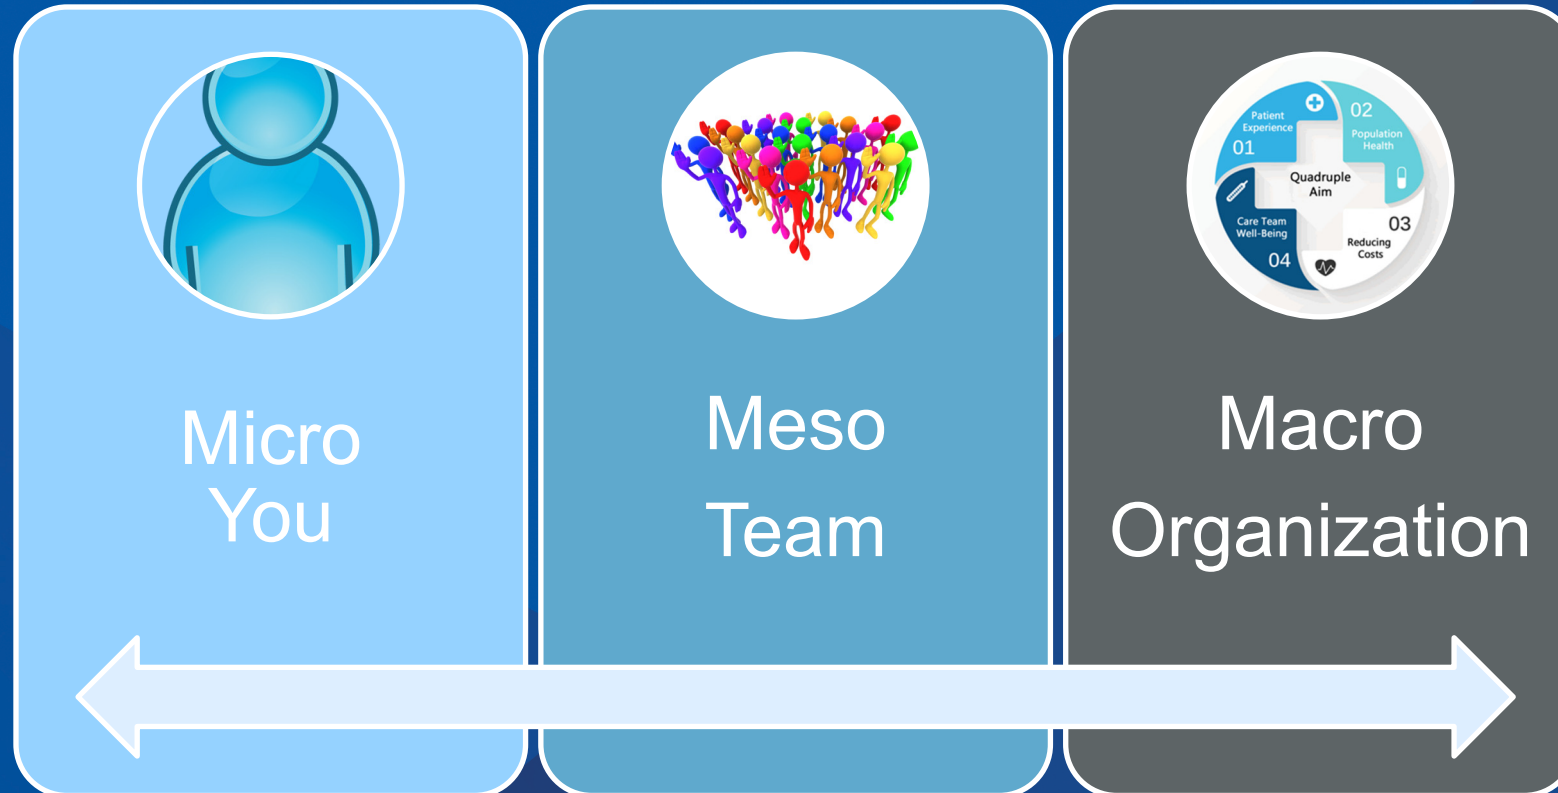 Micro
You
Meso
Team
Macro
Organization
Patient
Experience
01
02
Population
Health
Quadruple
Aim
Care Team
Well-Being
04
03
Reducing
Costs